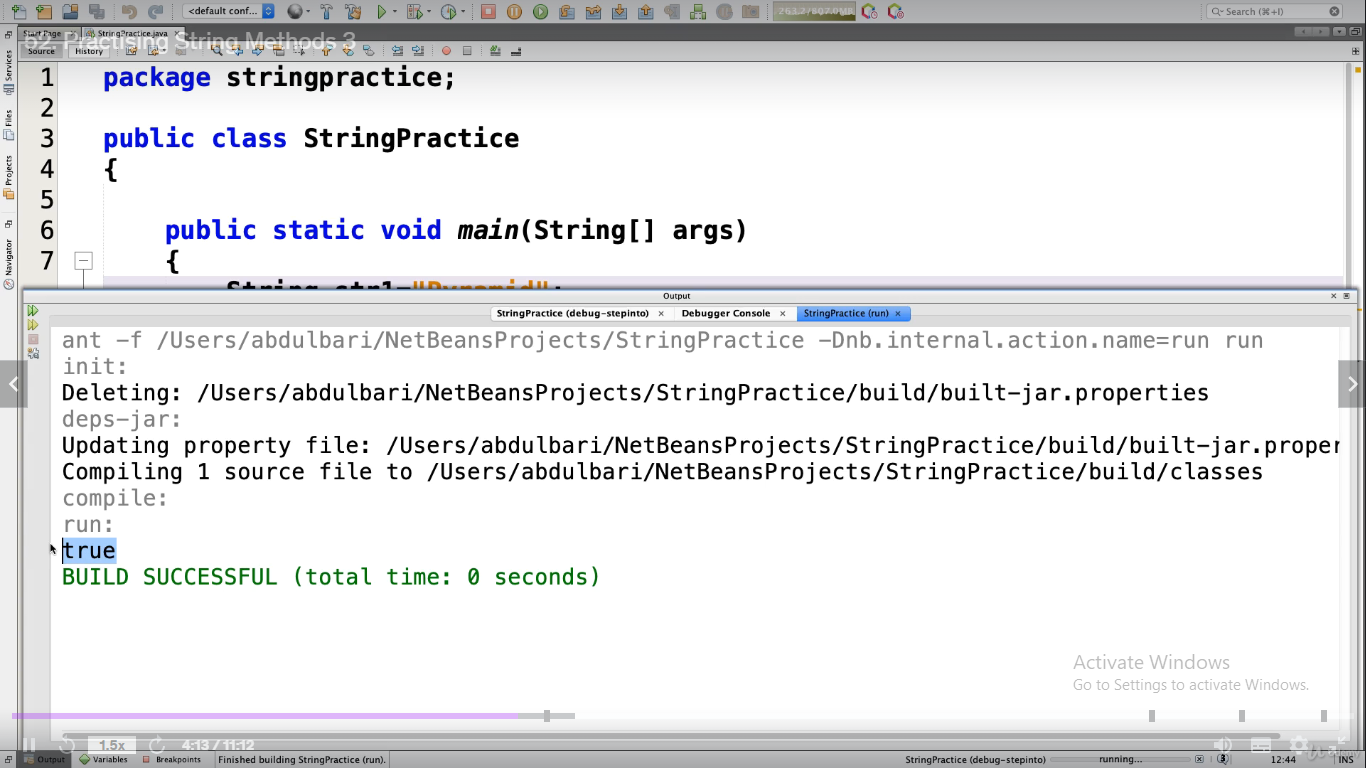 <default conf...
263.2/807.0MB
Search (⌘+I)
Start Page
StringPractice.java
62. Practising String Methods 3
Source
History
Services
Files
Projects
Navigator
1 package stringpractice;
2
3 public class StringPractice
4 {
5
6 public static void main(String[] args)
7 {
String str1="Pyramid";
Output
StringPractice (debug-stepinto) ×
Debugger Console ×
StringPractice (run) ×
ant -f /Users/abdulbari/NetBeansProjects/StringPractice -Dnb.internal.action.name=run run
init:
Deleting: /Users/abdulbari/NetBeansProjects/StringPractice/build/built-jar.properties
deps-jar:
Updating property file: /Users/abdulbari/NetBeansProjects/StringPractice/build/built-jar.proper
Compiling 1 source file to /Users/abdulbari/NetBeansProjects/StringPractice/build/classes
compile:
run:
true
BUILD SUCCESSFUL (total time: 0 seconds)
Activate Windows
Go to Settings to activate Windows.
1.5x
4:13 / 11:12
Output
Variables
Breakpoints
Finished building StringPractice (run).
StringPractice (debug-stepinto)
running...
3
12:44
INS